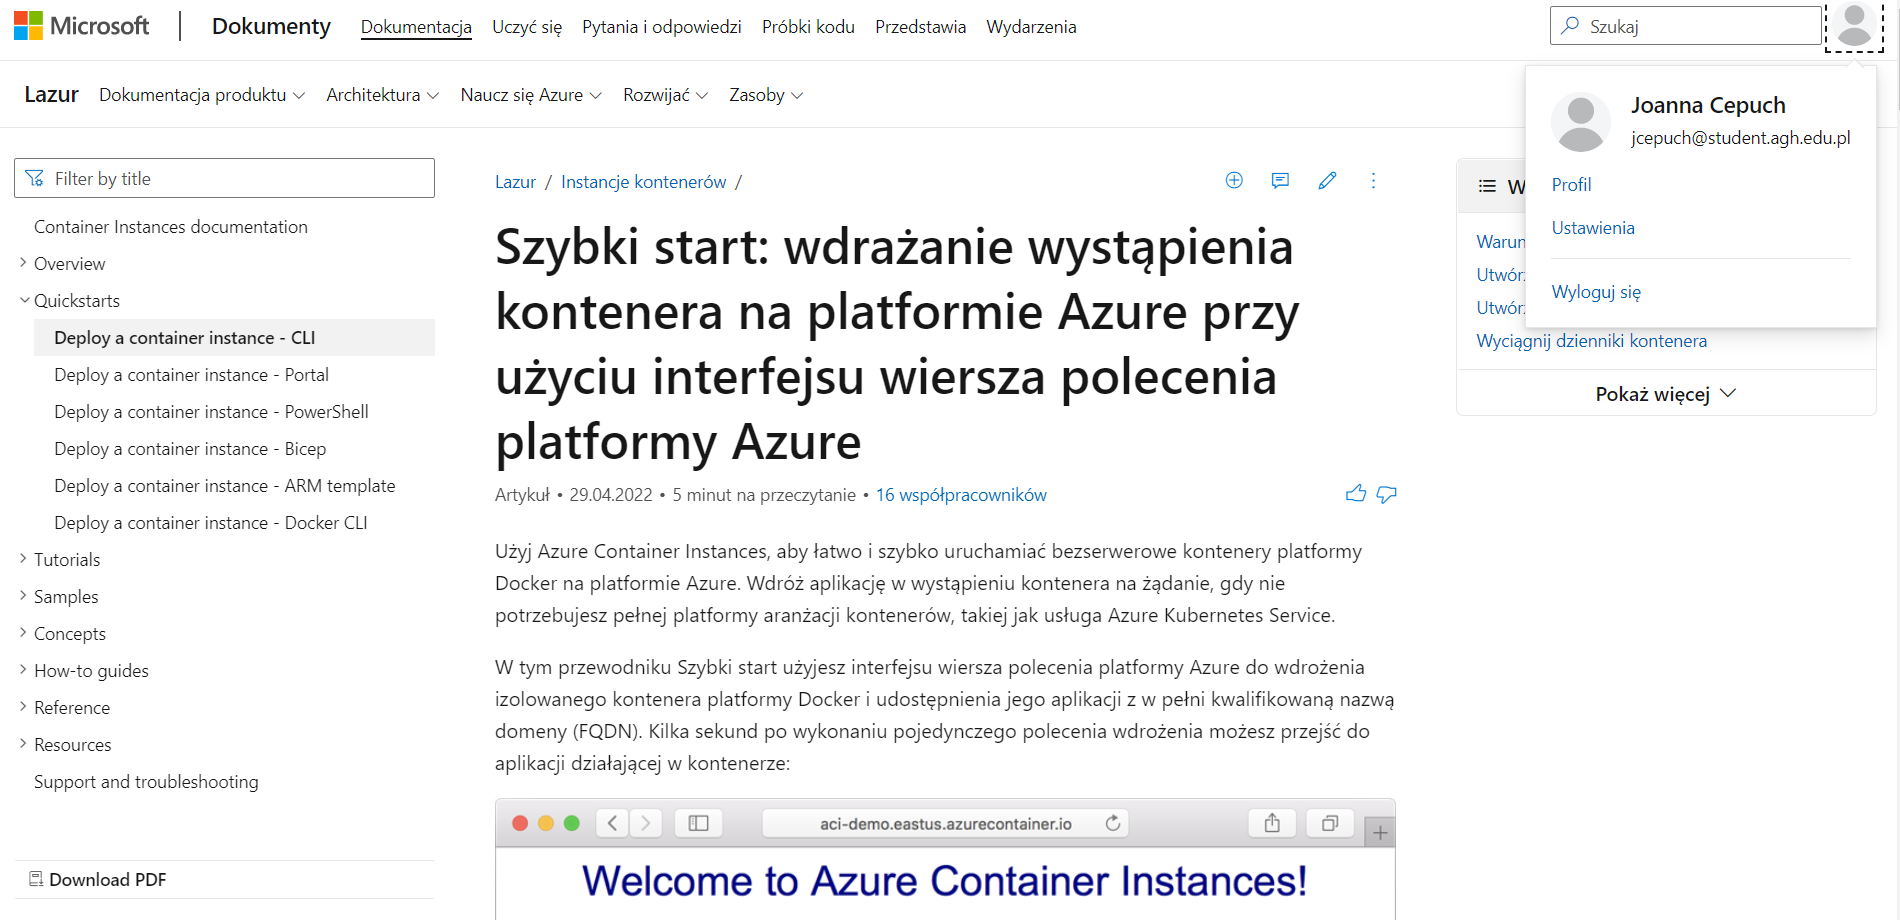 Microsoft
Dokumenty
Dokumentacja
Uczyć się
Pytania i odpowiedzi
Próbki kodu
Przedstawia
Wydarzenia
Szukaj
Lazur
Dokumentacja produktu
Architektura
Naucz się Azure
Rozwijać
Zasoby
Joanna Cepuch
jcepuch@student.agh.edu.pl
Profil
Ustawienia
Wyloguj się
Filter by title
Container Instances documentation
Overview
Quickstarts
Deploy a container instance - CLI
Deploy a container instance - Portal
Deploy a container instance - PowerShell
Deploy a container instance - Bicep
Deploy a container instance - ARM template
Deploy a container instance - Docker CLI
Tutorials
Samples
Concepts
How-to guides
Reference
Resources
Support and troubleshooting
Download PDF
Lazur / Instancje kontenerów /
Szybki start: wdrażanie wystąpienia
kontenera na platformie Azure przy
użyciu interfejsu wiersza polecenia
platformy Azure
Artykuł • 29.04.2022 • 5 minut na przeczytanie • 16 współpracowników
Użyj Azure Container Instances, aby łatwo i szybko uruchamiać bezserwerowe kontenery platformy
Docker na platformie Azure. Wdróż aplikację w wystąpieniu kontenera na żądanie, gdy nie
potrzebujesz pełnej platformy aranżacji kontenerów, takiej jak usługa Azure Kubernetes Service.
W tym przewodniku Szybki start użyjesz interfejsu wiersza polecenia platformy Azure do wdrożenia
izolowanego kontenera platformy Docker i udostępnienia jego aplikacji z w pełni kwalifikowaną nazwą
domeny (FQDN). Kilka sekund po wykonaniu pojedynczego polecenia wdrożenia możesz przejść do
aplikacji działającej w kontenerze:
aci-demo.eastus.azurecontainer.io
Welcome to Azure Container Instances!
W
Warun
Utwór
Utwór
Wyciągnij dzienniki kontenera
Pokaż więcej